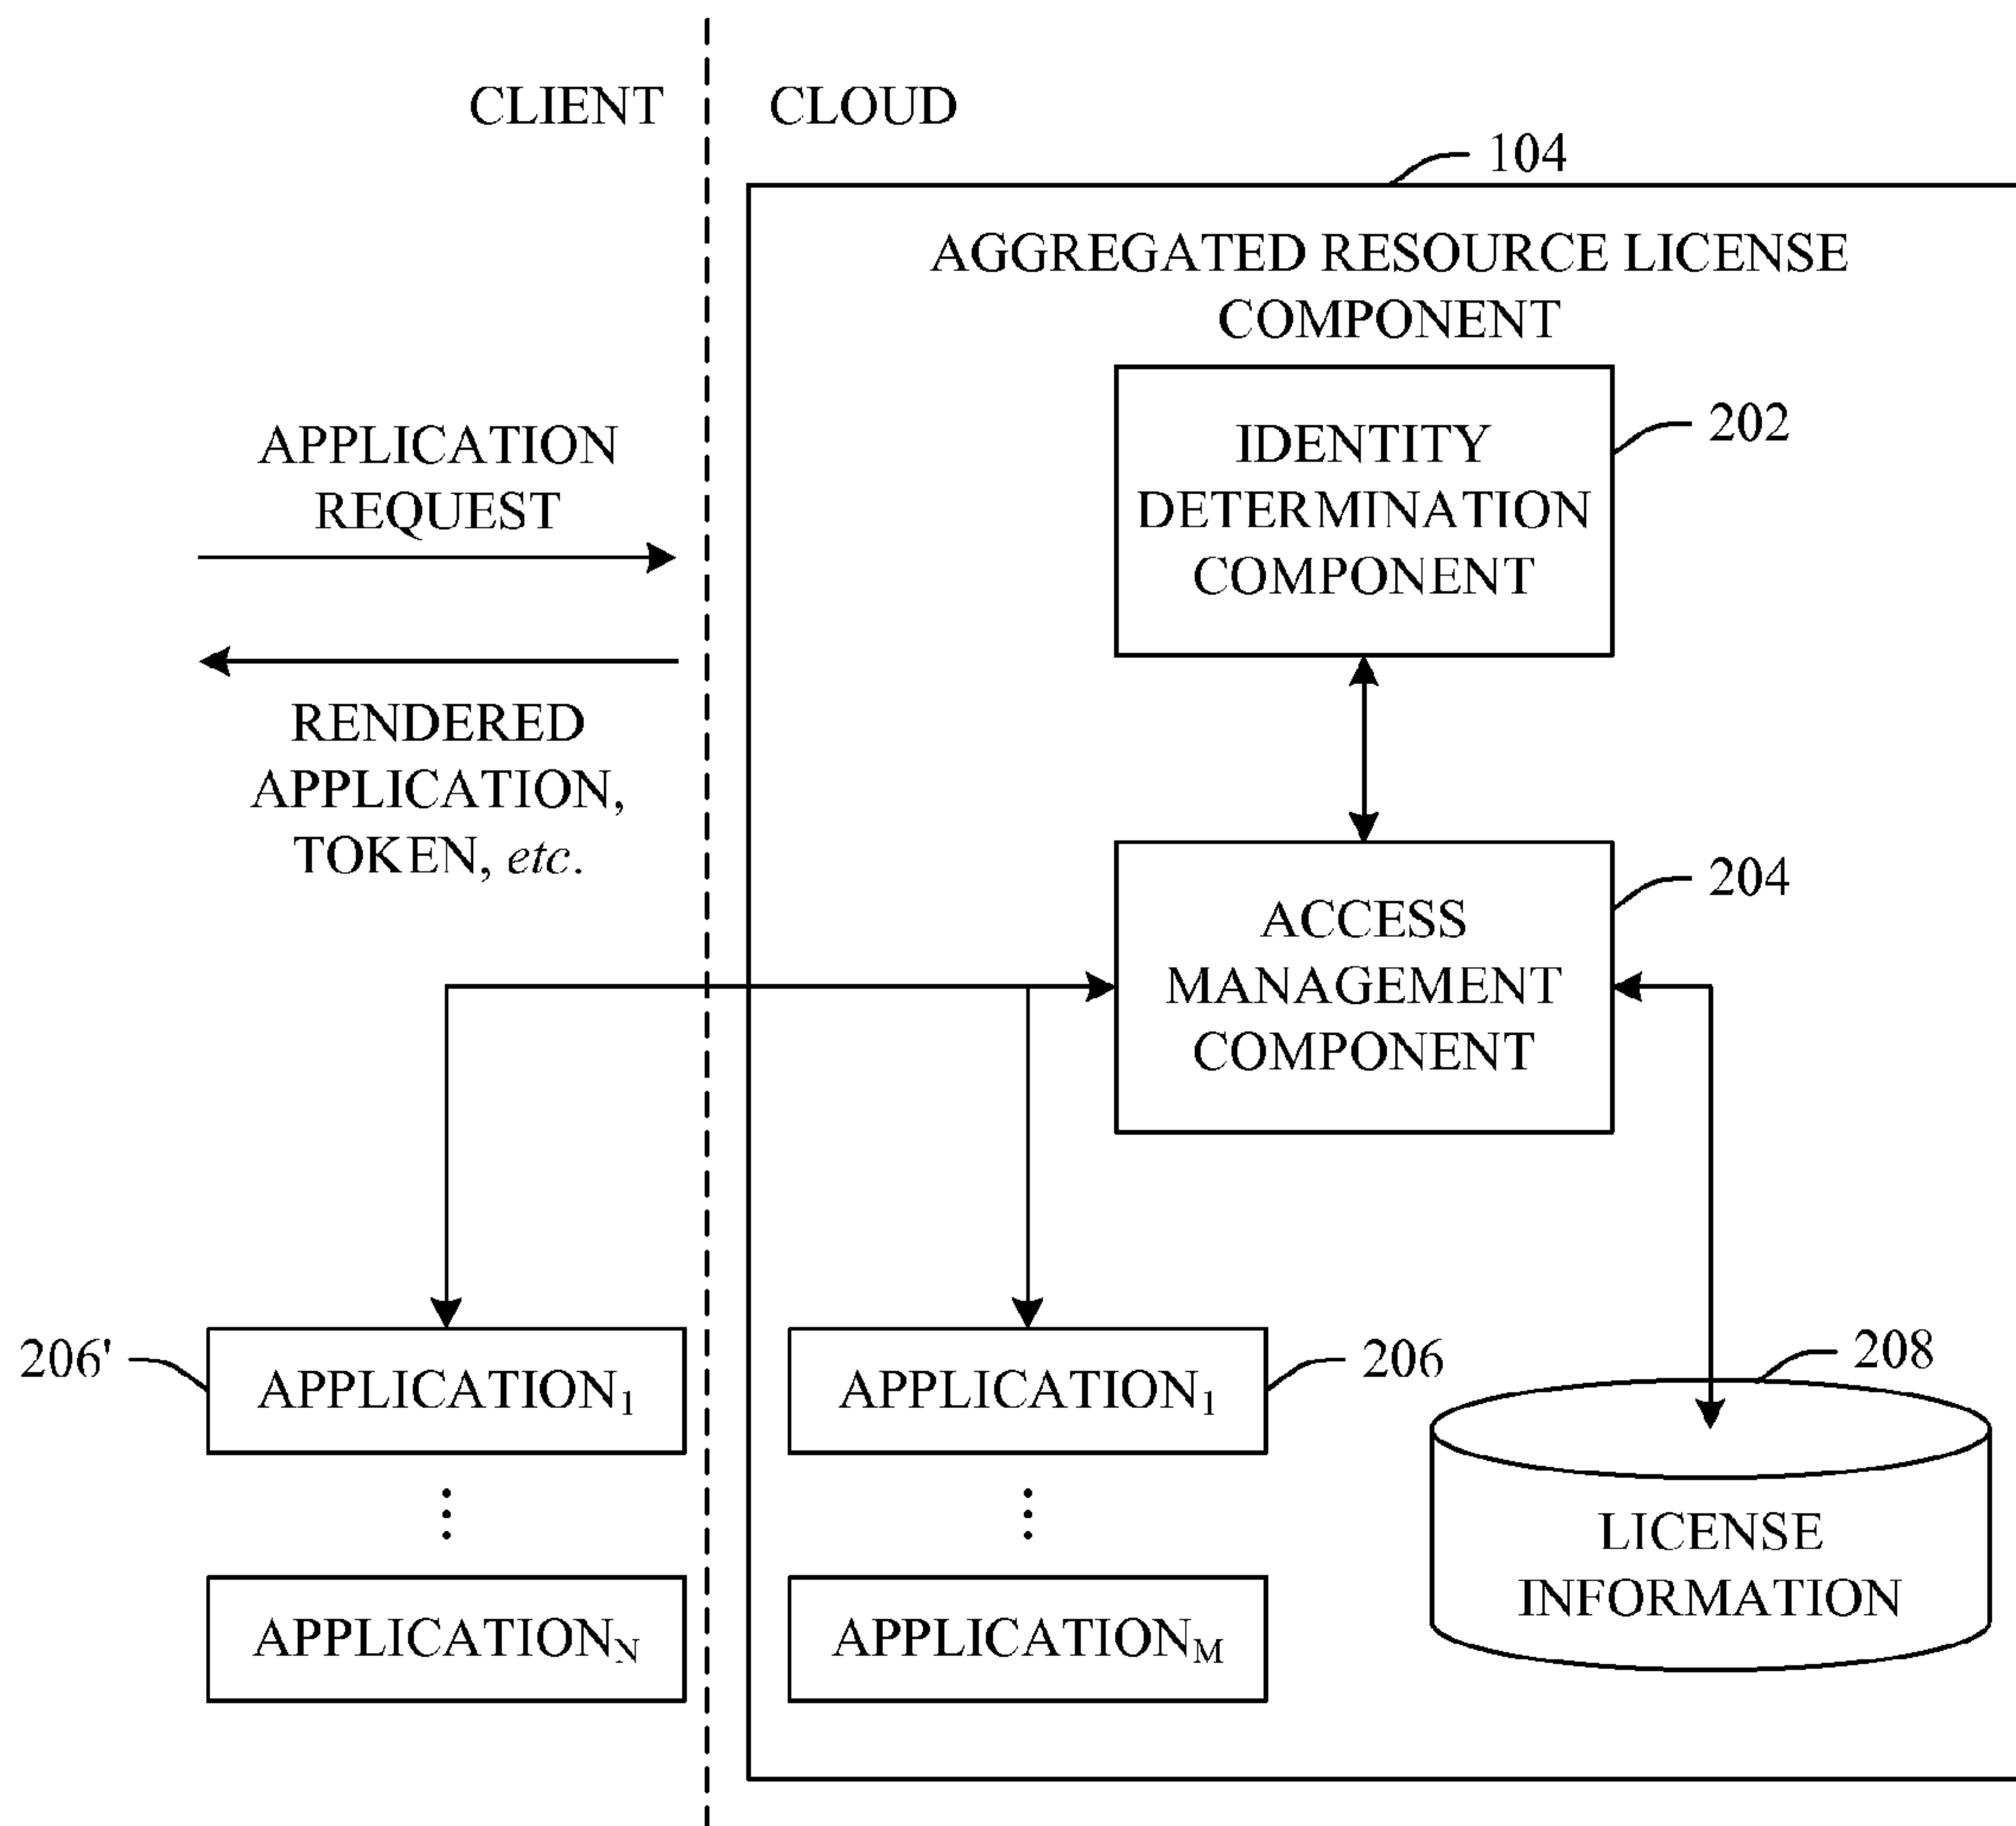 CLIENT
CLOUD
104
AGGREGATED RESOURCE LICENSE
COMPONENT
IDENTITY
DETERMINATION
COMPONENT
202
APPLICATION
REQUEST
RENDERED
APPLICATION,
TOKEN, etc.
ACCESS
MANAGEMENT
COMPONENT
204
206'
APPLICATION1
APPLICATION1
206
208
LICENSE
INFORMATION
APPLICATIONN
APPLICATIONM